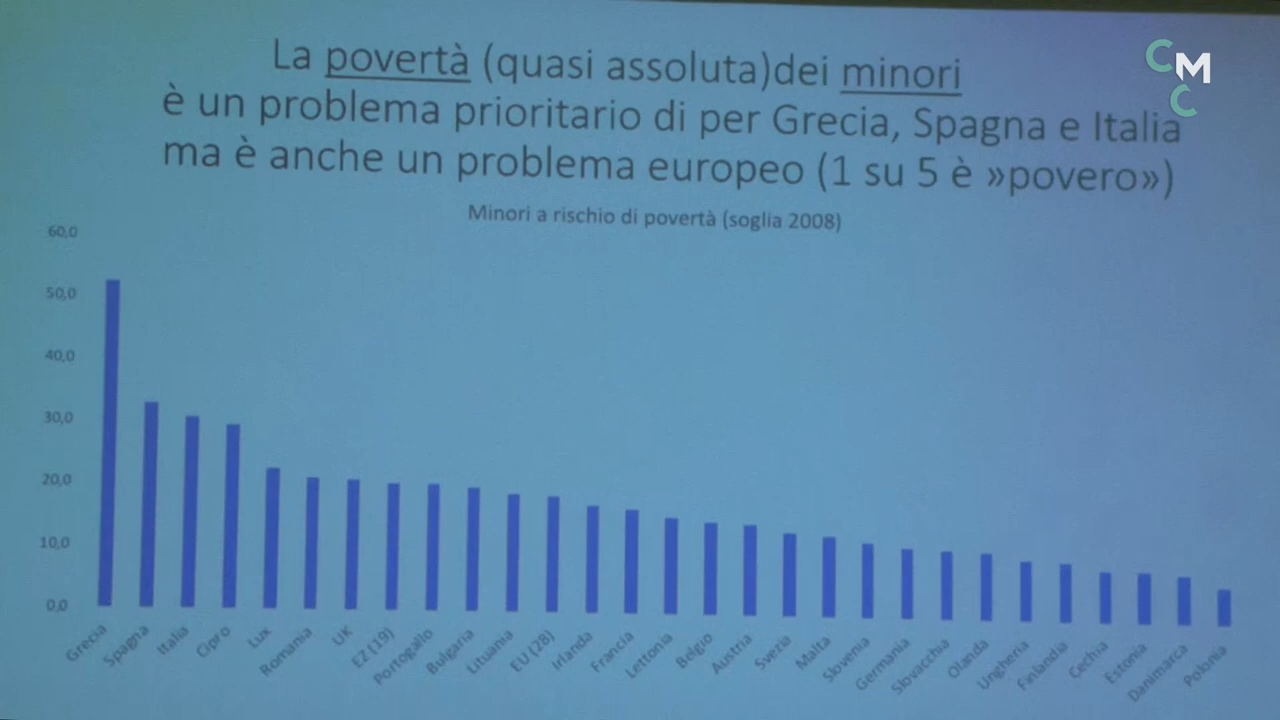 La povertà (quasi assoluta)dei minori
è un problema prioritario di per Grecia, Spagna e Italia
ma è anche un problema europeo (1 su 5 è »povero»)
CMC
Minori a rischio di povertà (soglia 2008)
60,0
50,0
40,0
30,0
20,0
10,0
0,0
Grecia
Spagna
Italia
Cipro
Lux
Romania
UK
EZ (19)
Portogallo
Bulgaria
Lituania
EU (28)
Irlanda
Francia
Lettonia
Belgio
Austria
Svezia
Malta
Slovenia
Germania
Slovacchia
Olanda
Ungheria
Finlandia
Cechia
Estonia
Danimarca
Polonia